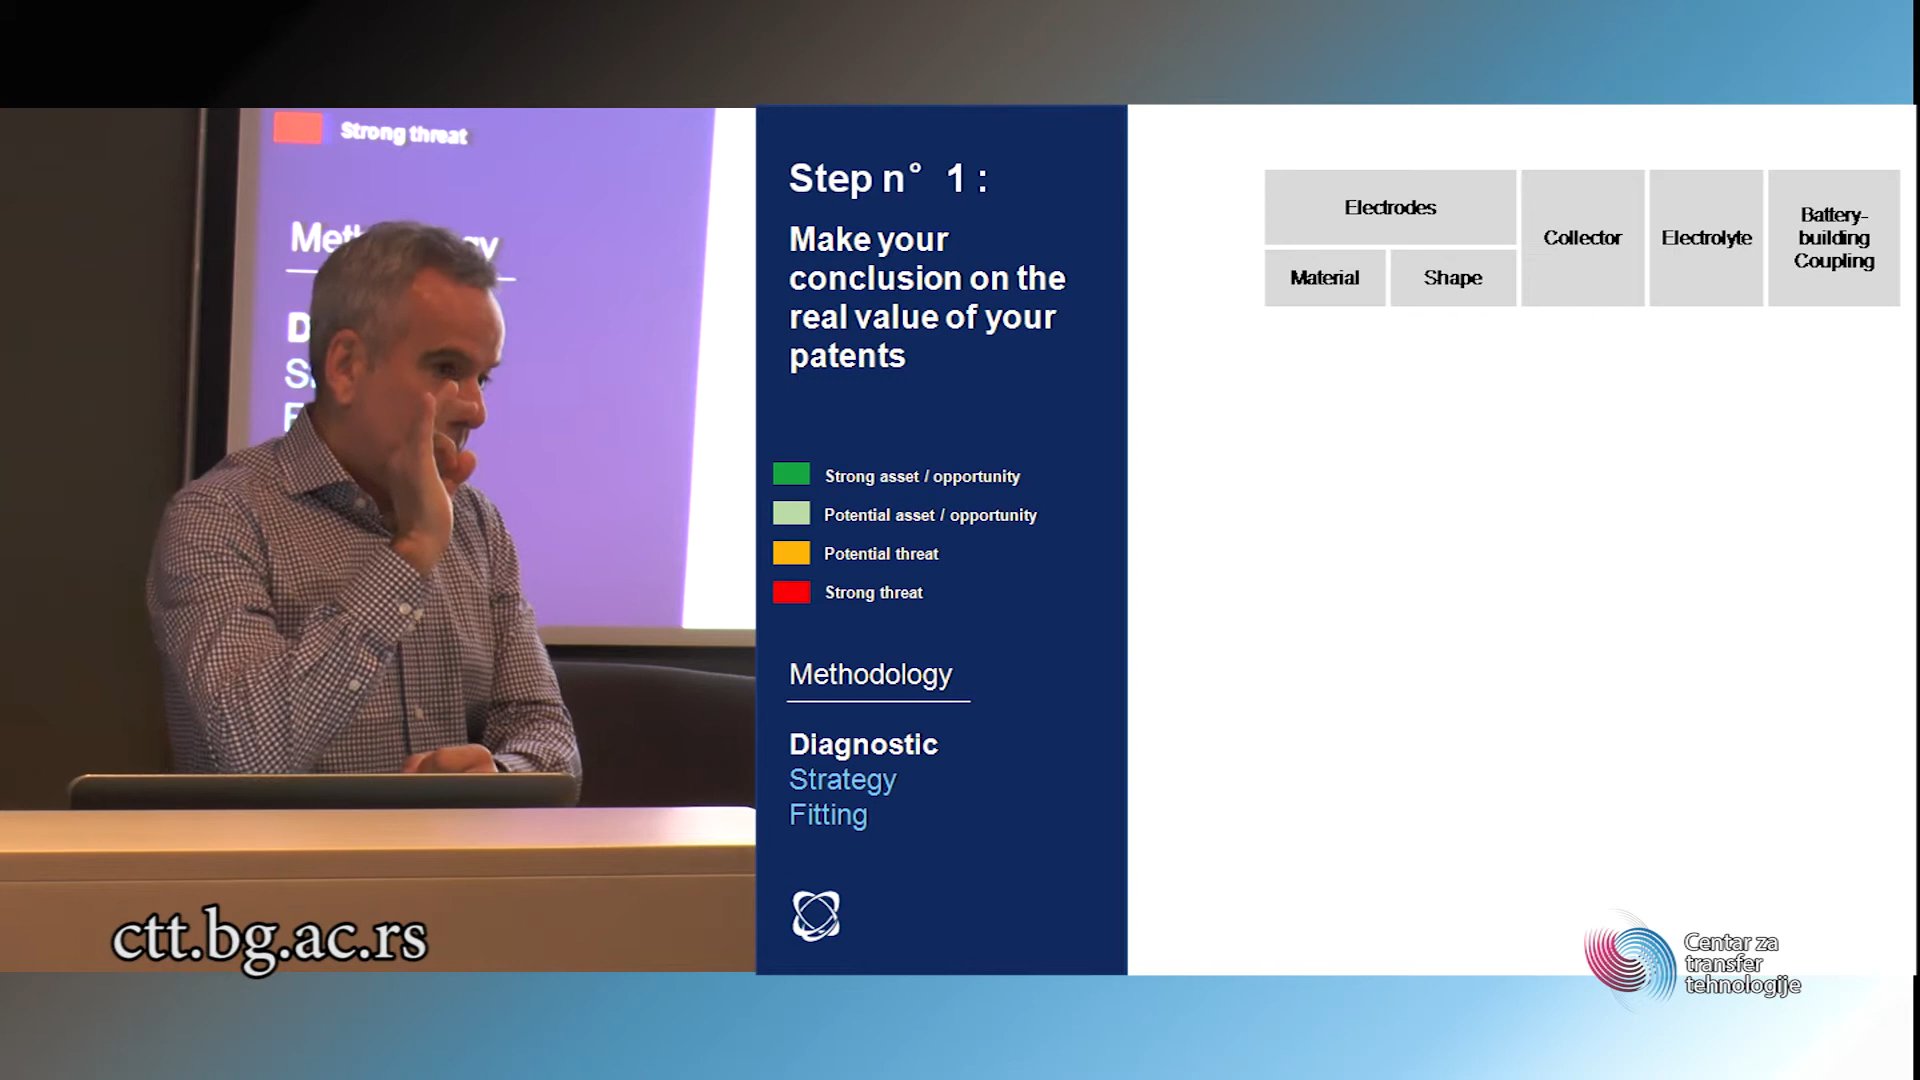 Strong threat
Step n° 1 :
Make your
conclusion on the
real value of your
patents
Strong asset / opportunity
Potential asset / opportunity
Potential threat
Strong threat
Methodology
Diagnostic
Strategy
Fitting
Electrodes
Material
Shape
Collector
Electrolyte
Battery-
building
Coupling
ctt.bg.ac.rs
Centar za
transfer
tehnologije